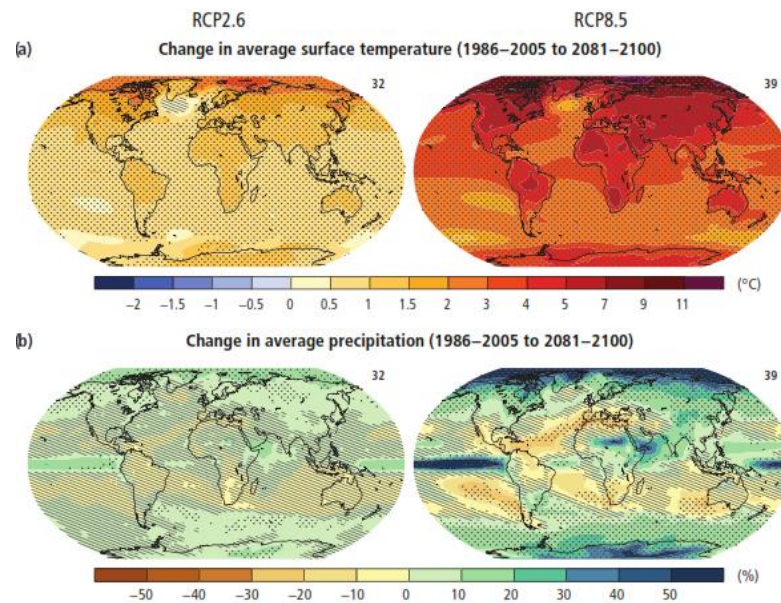 RCP2.6 RCP8.5
(a) Change in average surface temperature (1986–2005 to 2081–2100)
32 39
(°C)
−2 −1.5 −1 −0.5 0 0.5 1 1.5 2 3 4 5 7 9 11
(b) Change in average precipitation (1986–2005 to 2081–2100)
32 39
(%)
−50 −40 −30 −20 −10 0 10 20 30 40 50